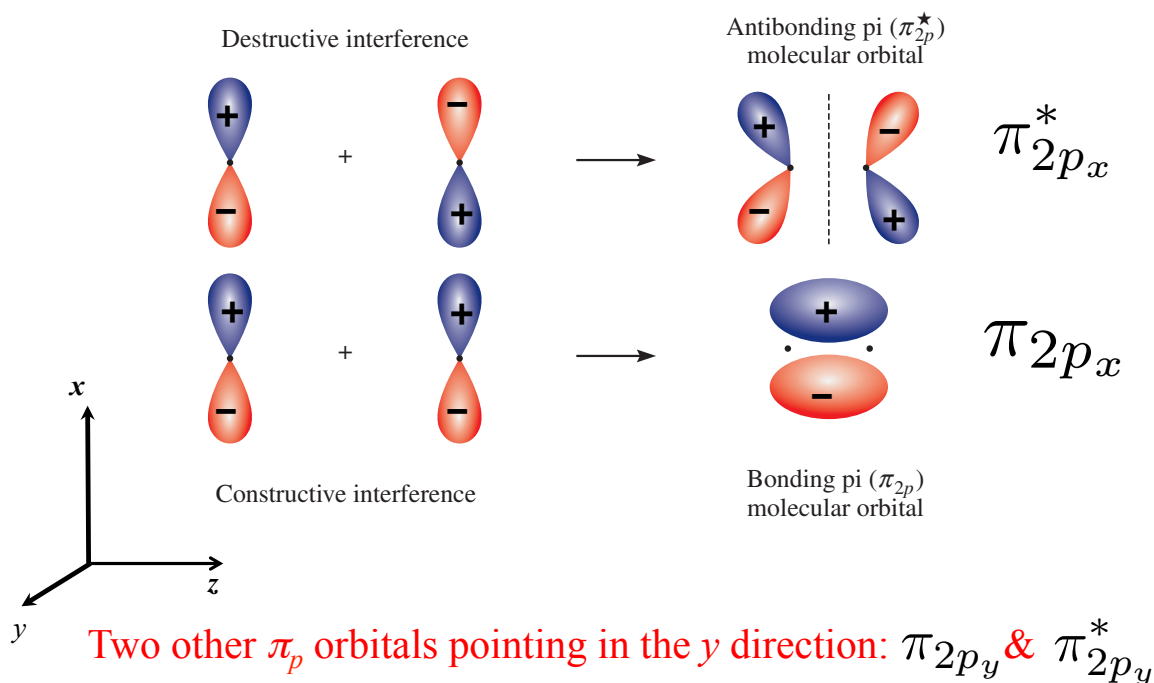 Destructive interference
Antibonding pi (π★2p)
molecular orbital
+ − + − + −
+
− + − +
π*2px
+ + +
+
− − −
π2px
x
Constructive interference
Bonding pi (π2p)
molecular orbital
z
y
Two other πp orbitals pointing in the y direction: π2py & π*2py